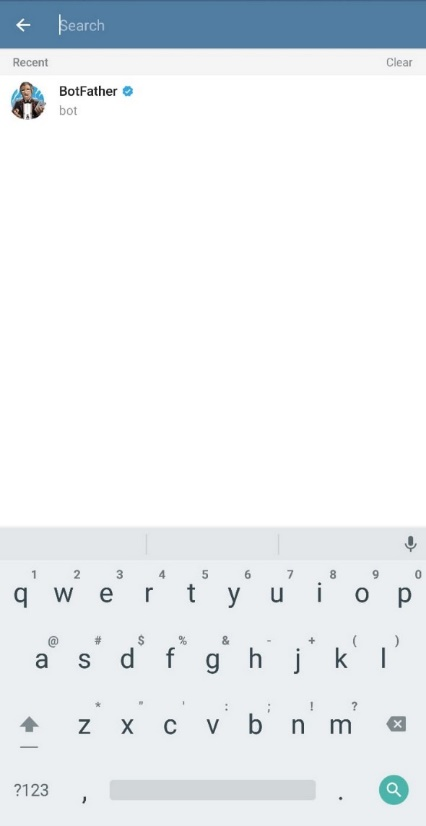 Search
Recent Clear
BotFather
bot
1 2 3 4 5 6 7 8 9 0
q w e r t y u i o p
@ # $ % & - + ( )
a s d f g h j k l
* " ' : ; ! ?
z x c v b n m
?123 , .